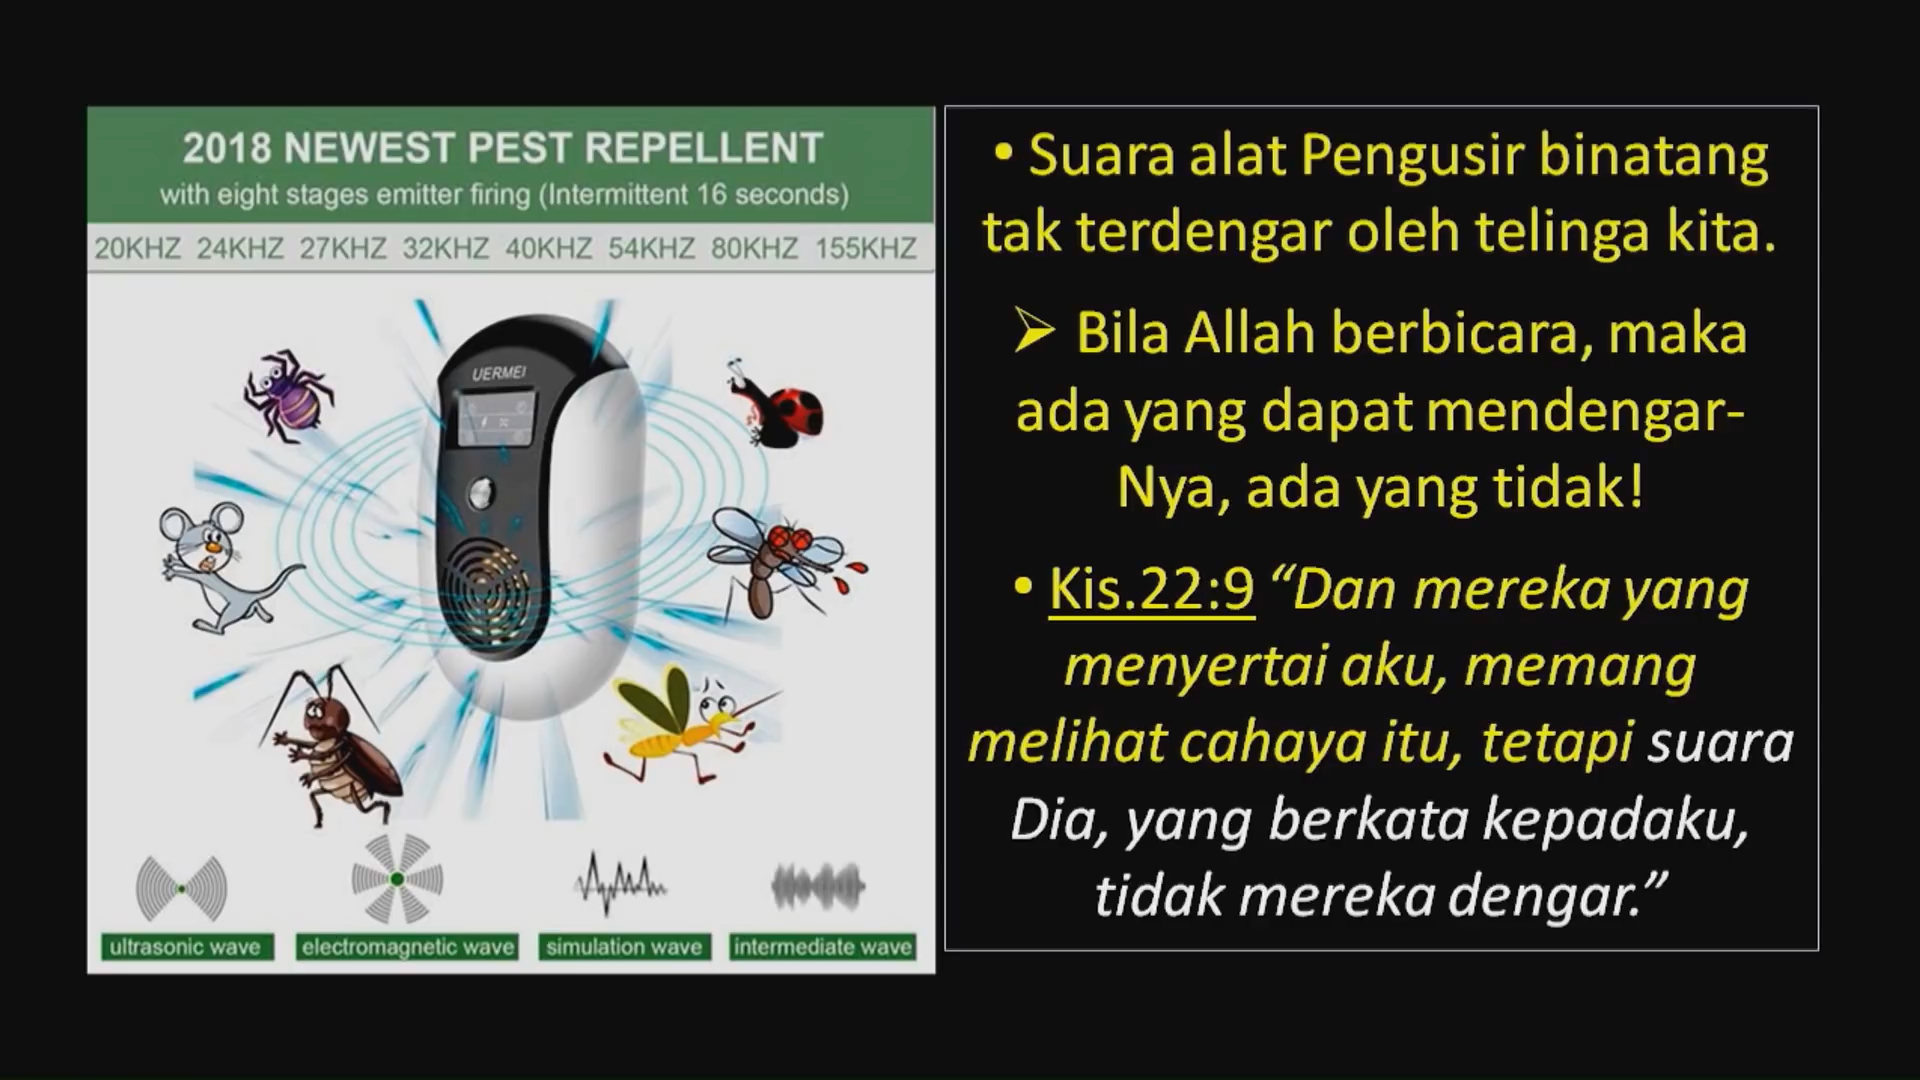 2018 NEWEST PEST REPELLENT
with eight stages emitter firing (Intermittent 16 seconds)
20KHZ 24KHZ 27KHZ 32KHZ 40KHZ 54KHZ 80KHZ 155KHZ
UERMEI
ultrasonic wave
electromagnetic wave
simulation wave
intermediate wave
• Suara alat Pengusir binatang
tak terdengar oleh telinga kita.
➢ Bila Allah berbicara, maka
ada yang dapat mendengar-
Nya, ada yang tidak!
• Kis.22:9 “Dan mereka yang
menyertai aku, memang
melihat cahaya itu, tetapi suara
Dia, yang berkata kepadaku,
tidak mereka dengar.”